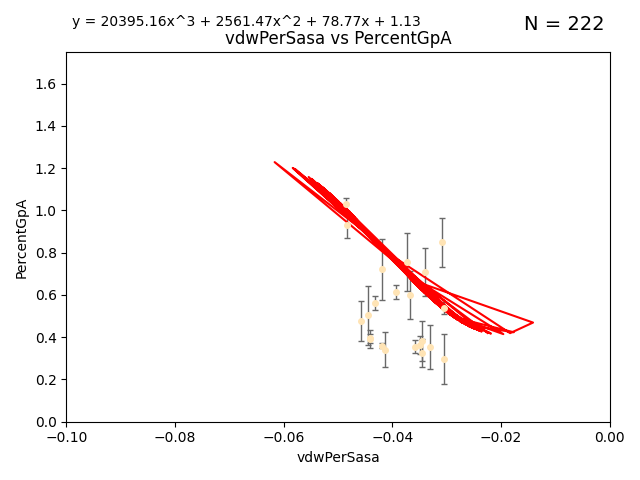 y = 20395.16x^3 + 2561.47x^2 + 78.77x + 1.13
N = 222
vdwPerSasa vs PercentGpA
1.6
1.4
1.2
1.0
0.8
0.6
0.4
0.2
0.0
PercentGpA
−0.10 −0.08 −0.06 −0.04 −0.02 0.00
vdwPerSasa